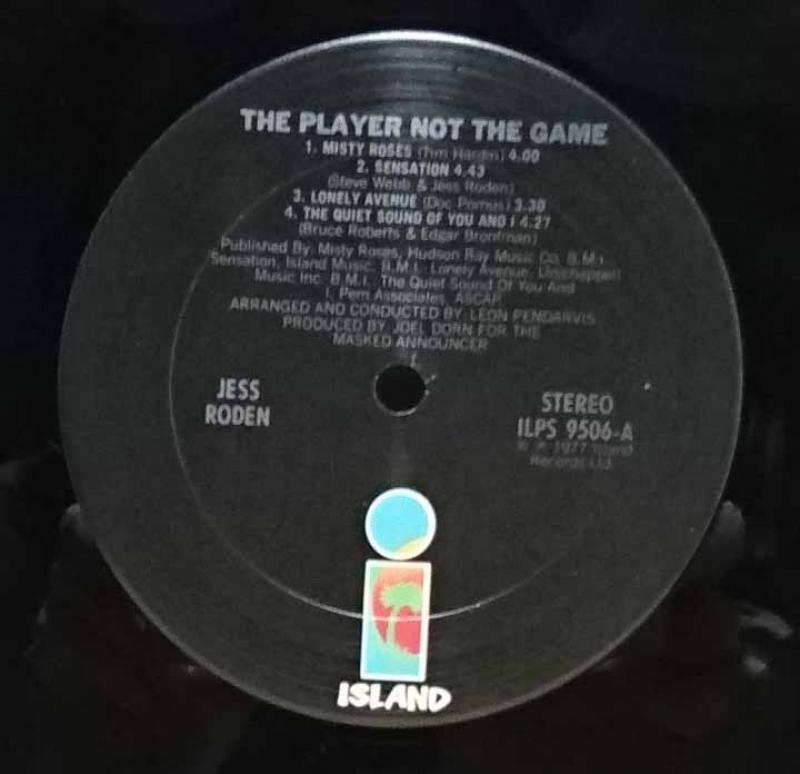 THE PLAYER NOT THE GAME
1. MISTY ROSES (Tim Hardin) 4.00
2. SENSATION 4.43
(Steve Webb & Jess Roden)
3. LONELY AVENUE (Doc Pomus) 3.30
4. THE QUIET SOUND OF YOU AND I 4.27
(Bruce Roberts & Edgar Bronfman)
Published By: Misty Roses, Hudson Bay Music Co. B.M.I.
Sensation, Island Music. B.M.I. Lonely Avenue, Unichappell
Music Inc. B.M.I. The Quiet Sound Of You And
I, Pem Associates, ASCAP
ARRANGED AND CONDUCTED BY: LEON PENDARVIS
PRODUCED BY: JOEL DORN FOR THE
MASKED ANNOUNCER
JESS
RODEN
STEREO
ILPS 9506-A
℗ © 1977 Island
Records Ltd.
ISLAND